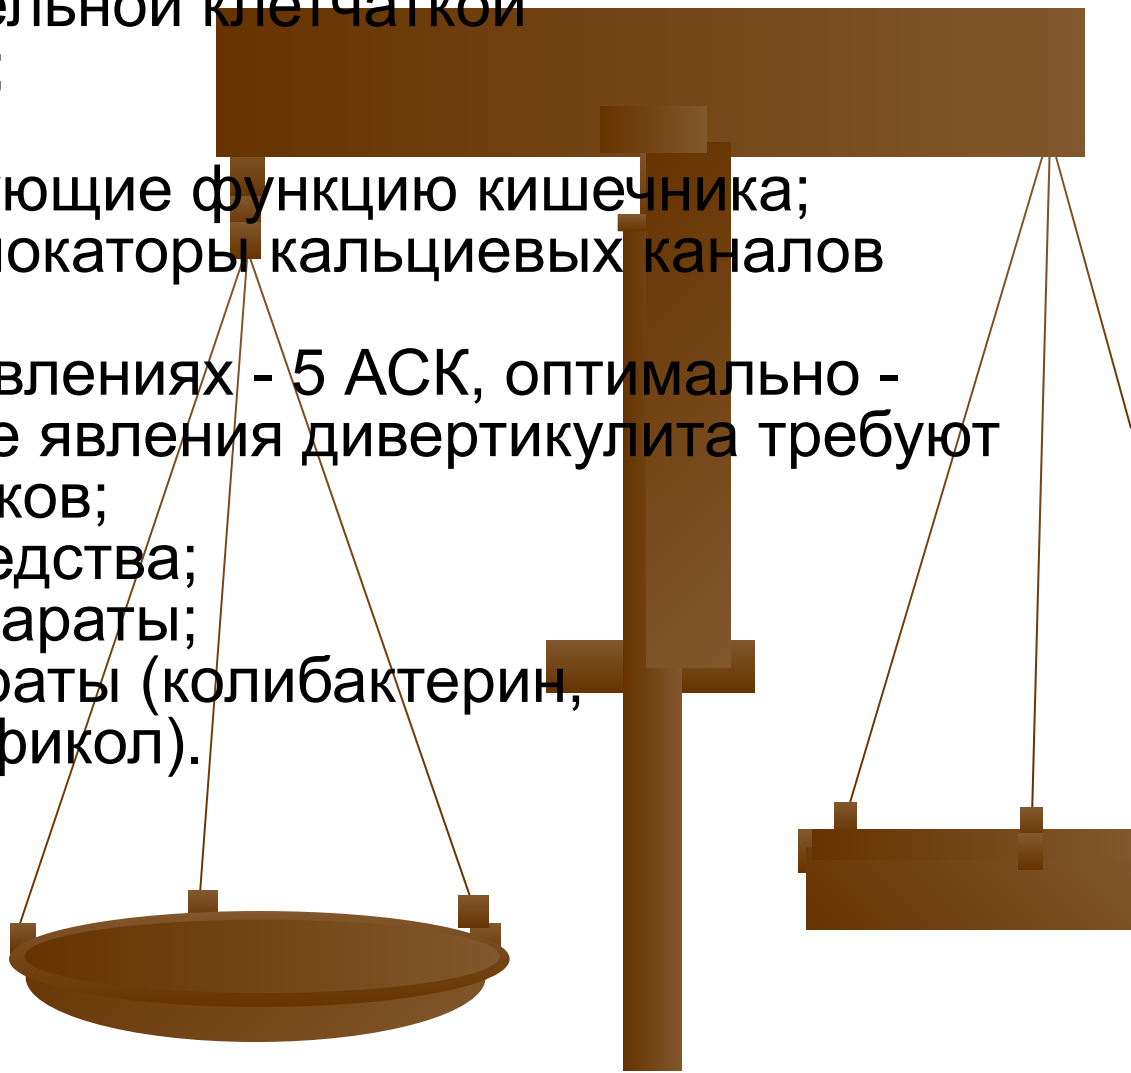 ельной клетчаткой
;
ующие функцию кишечника;
локаторы кальциевых каналов
влениях - 5 АСК, оптимально -
е явления дивертикулита требуют
ков;
едства;
араты;
раты (колибактерин,
фикол).